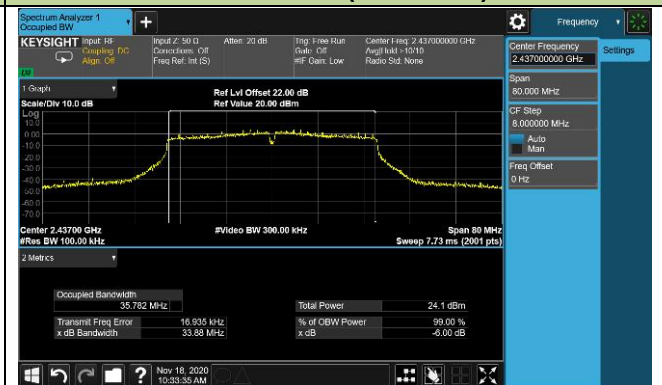 Spectrum Analyzer 1
Occupied BW
+
Frequency
KEYSIGHT
Input: RF
Coupling: DC
Align: Off
Input Z: 50 Ω
Corrections: Off
Freq Ref: Int (S)
Atten: 20 dB
Trig: Free Run
Gate: Off
#IF Gain: Low
Center Freq: 2.437000000 GHz
Avg|Hold:>10/10
Radio Std: None
Center Frequency
2.437000000 GHz
Settings
Span
80.000 MHz
CF Step
8.000000 MHz
Auto
Man
Freq Offset
0 Hz
1 Graph
Scale/Div 10.0 dB
Ref Lvl Offset 22.00 dB
Ref Value 20.00 dBm
Log
10.0
0.00
-10.0
-20.0
-30.0
-40.0
-50.0
-60.0
-70.0
Center 2.43700 GHz
#Video BW 300.00 kHz
Span 80 MHz
#Res BW 100.00 kHz
Sweep 7.73 ms (2001 pts)
2 Metrics
Occupied Bandwidth
35.782 MHz
Total Power 24.1 dBm
Transmit Freq Error 16.935 kHz
% of OBW Power 99.00 %
x dB Bandwidth 33.88 MHz
x dB -6.00 dB
?
Nov 18, 2020
10:33:35 AM